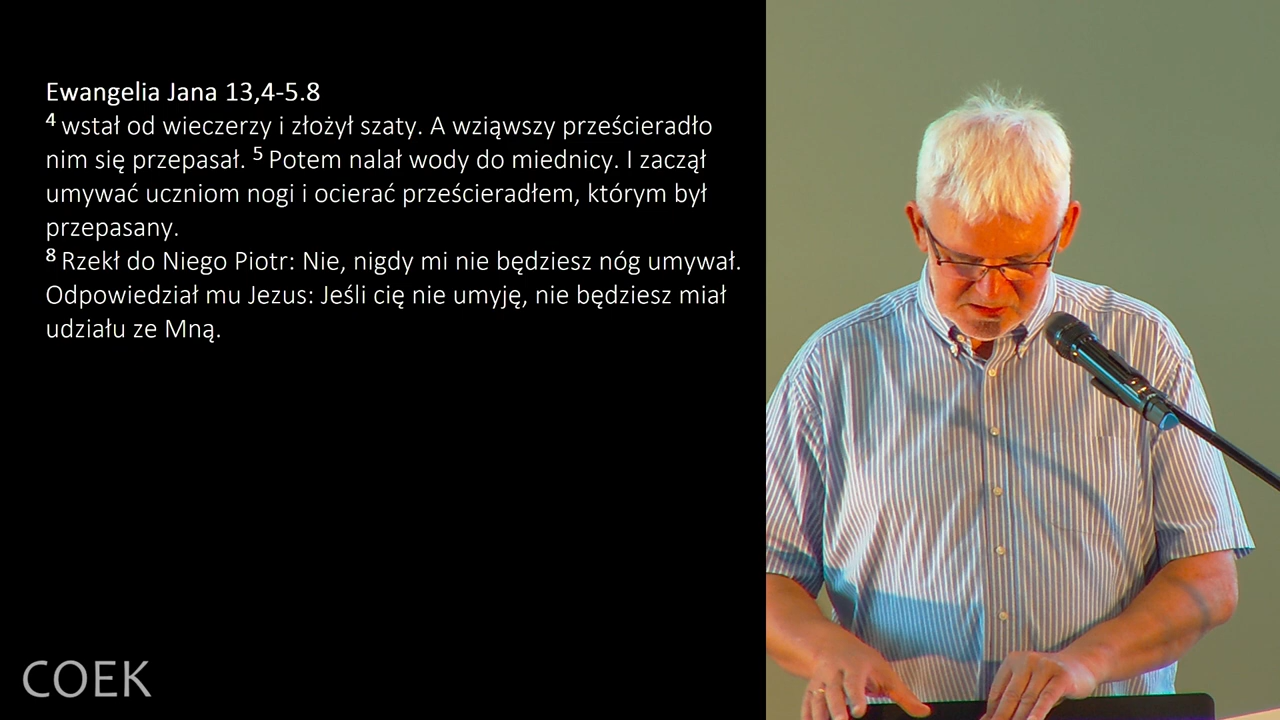 Ewangelia Jana 13,4-5.8
4 wstał od wieczerzy i złożył szaty. A wziąwszy prześcieradło
nim się przepasał. 5 Potem nalał wody do miednicy. I zaczął
umywać uczniom nogi i ocierać prześcieradłem, którym był
przepasany.
8 Rzekł do Niego Piotr: Nie, nigdy mi nie będziesz nóg umywał.
Odpowiedział mu Jezus: Jeśli cię nie umyję, nie będziesz miał
udziału ze Mną.
COEK